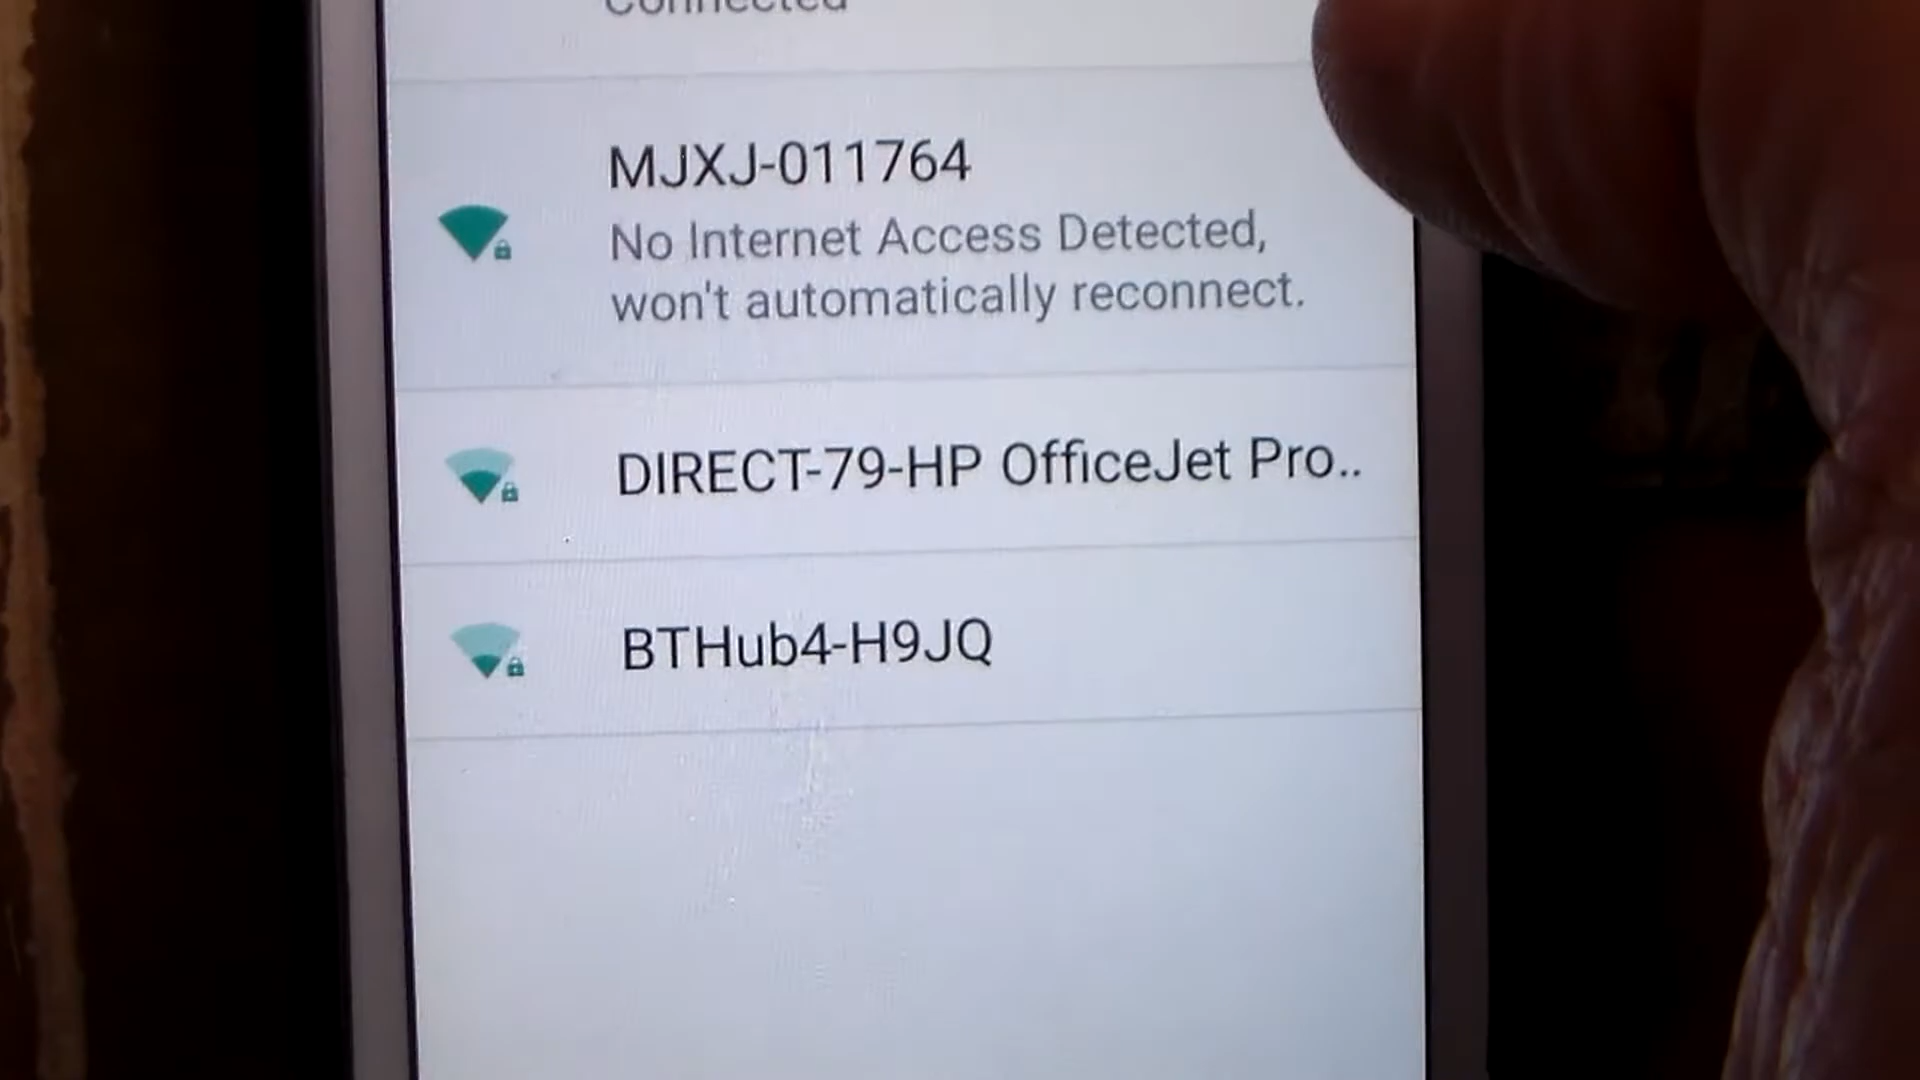 Connected
MJXJ-011764
No Internet Access Detected,
won't automatically reconnect.
DIRECT-79-HP OfficeJet Pro..
BTHub4-H9JQ